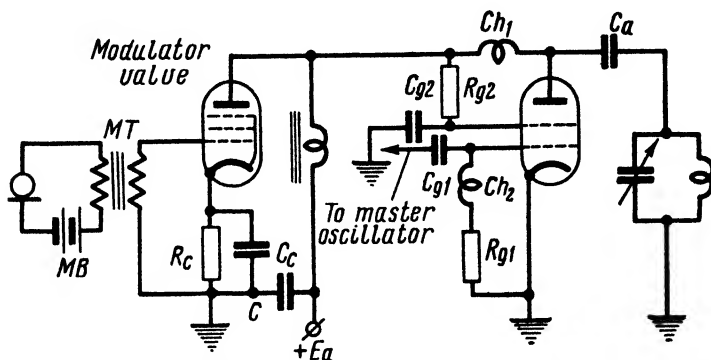 Modulator
valve
MT
MB
Rc
Cc
C
+Ea
Ch1
Ca
Cg2
Rg2
Cg1
Ch2
To master
oscillator
Rg1